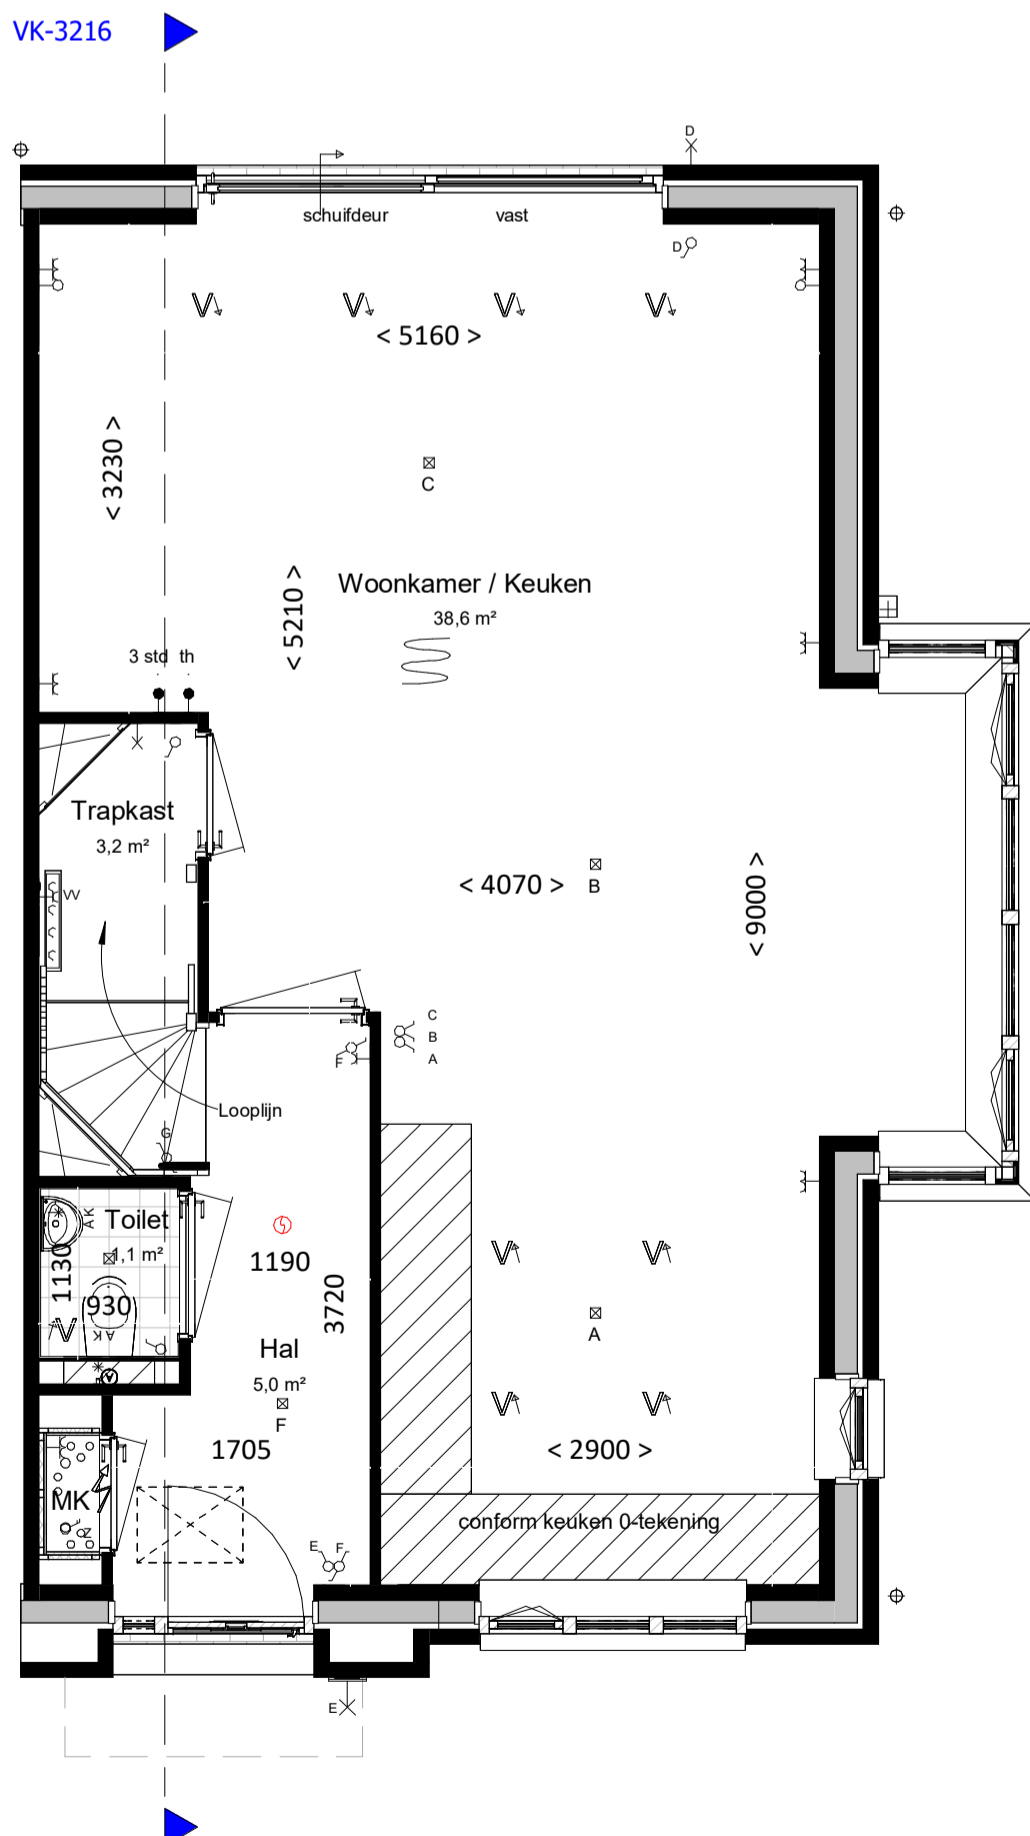 VK-3216
D
schuifdeur
vast
D
< 5160 >
< 3230 >
C
Woonkamer / Keuken
38,6 m²
< 5210 >
3 std th
Trapkast
3,2 m²
< 4070 >
B
< 9000 >
C
B
A
F
Looplijn
G
Toilet
1,1 m²
AK
1130
930
AK
1190
3720
A
Hal
5,0 m²
F
1705
< 2900 >
MK
conform keuken 0-tekening
E
F
E